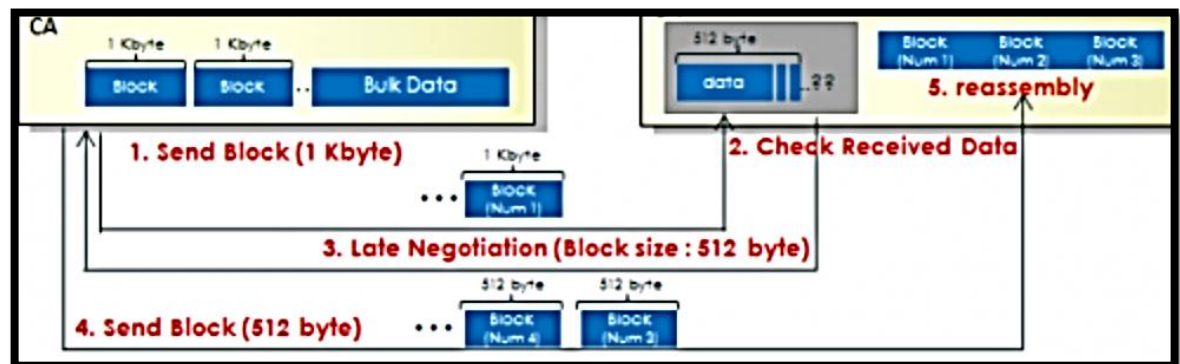 CA
1 Kbyte
1 Kbyte
Block
Block
..
Bulk Data
512 byte
data
..??
Block
(Num 1)
Block
(Num 2)
Block
(Num 3)
5. reassembly
1. Send Block (1 Kbyte)
2. Check Received Data
1 Kbyte
...
Block
(Num 1)
3. Late Negotiation (Block size : 512 byte)
512 byte
512 byte
4. Send Block (512 byte)
...
Block
(Num 4)
Block
(Num 3)